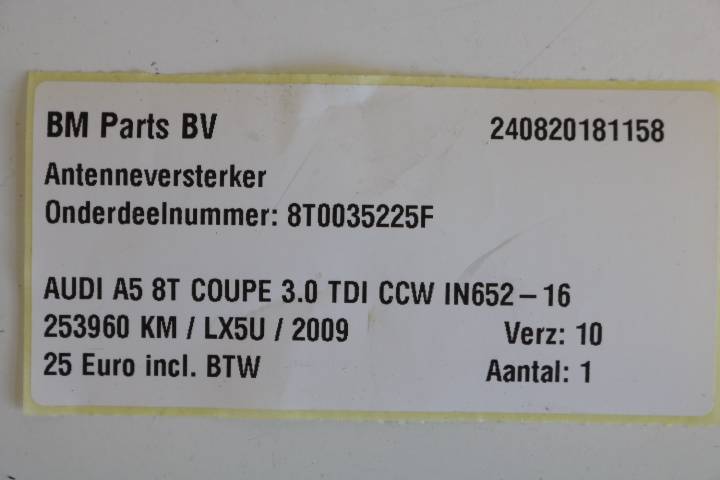 BM Parts BV 240820181158
Antenneversterker
Onderdeelnummer: 8T0035225F
AUDI A5 8T COUPE 3.0 TDI CCW IN652-16
253960 KM / LX5U / 2009 Verz: 10
25 Euro incl. BTW Aantal: 1